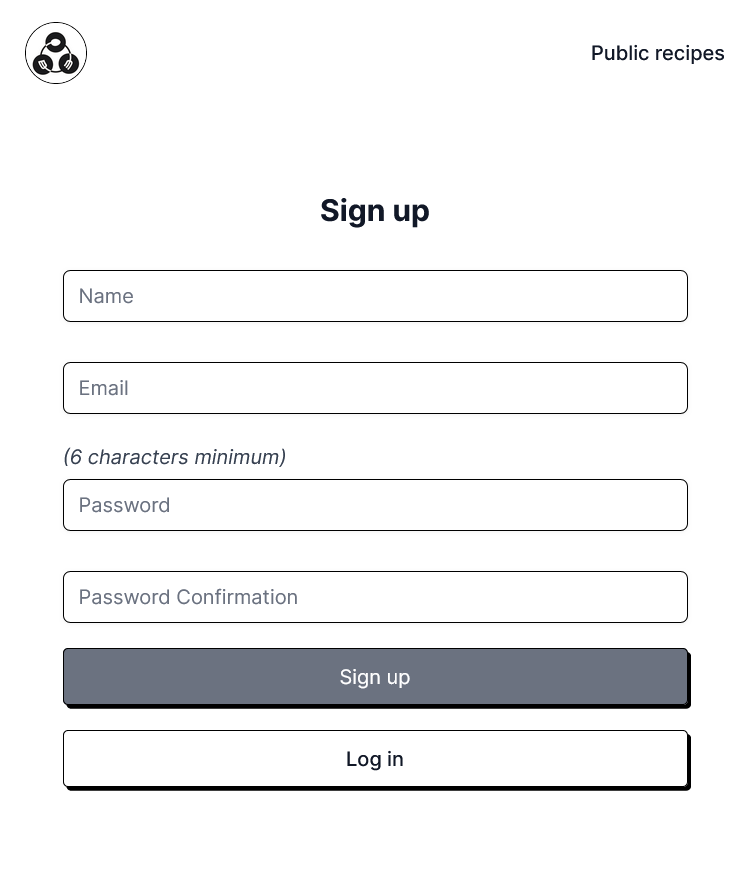 Public recipes
Sign up
Name
Email
(6 characters minimum)
Password
Password Confirmation
Sign up
Log in